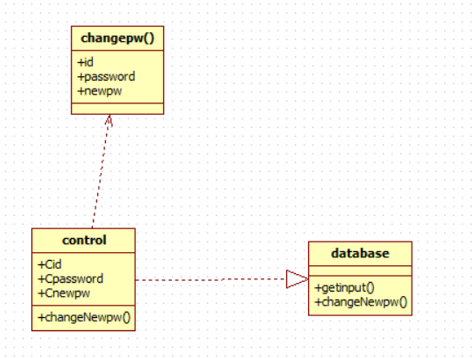 changepw()
+id
+password
+newpw
control
+Cid
+Cpassword
+Cnewpw
+changeNewpw()
database
+getinput()
+changeNewpw()